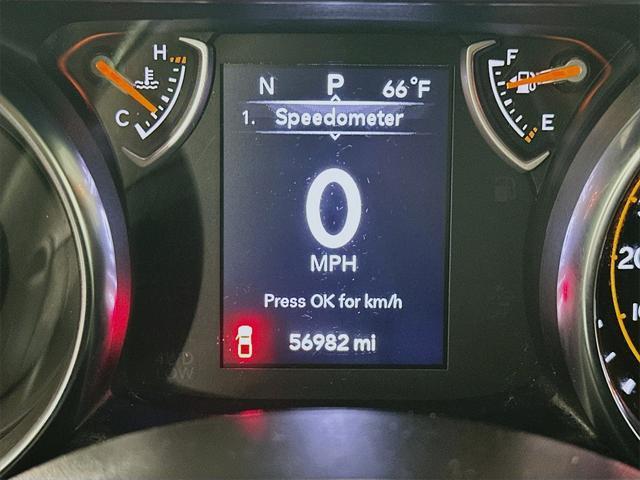 H
C
N P 66°F
1. Speedometer
0
MPH
Press OK for km/h
56982 mi
F
E